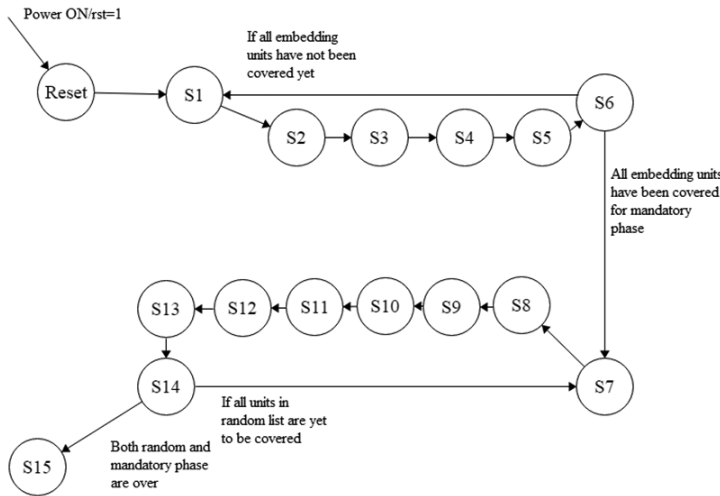 Power ON/rst=1
If all embedding
units have not been
covered yet
Reset
S1
S6
S2
S3
S4
S5
All embedding units
have been covered
for mandatory
phase
S13
S12
S11
S10
S9
S8
S14
S7
If all units in
random list are yet
to be covered
Both random and
mandatory phase
are over
S15